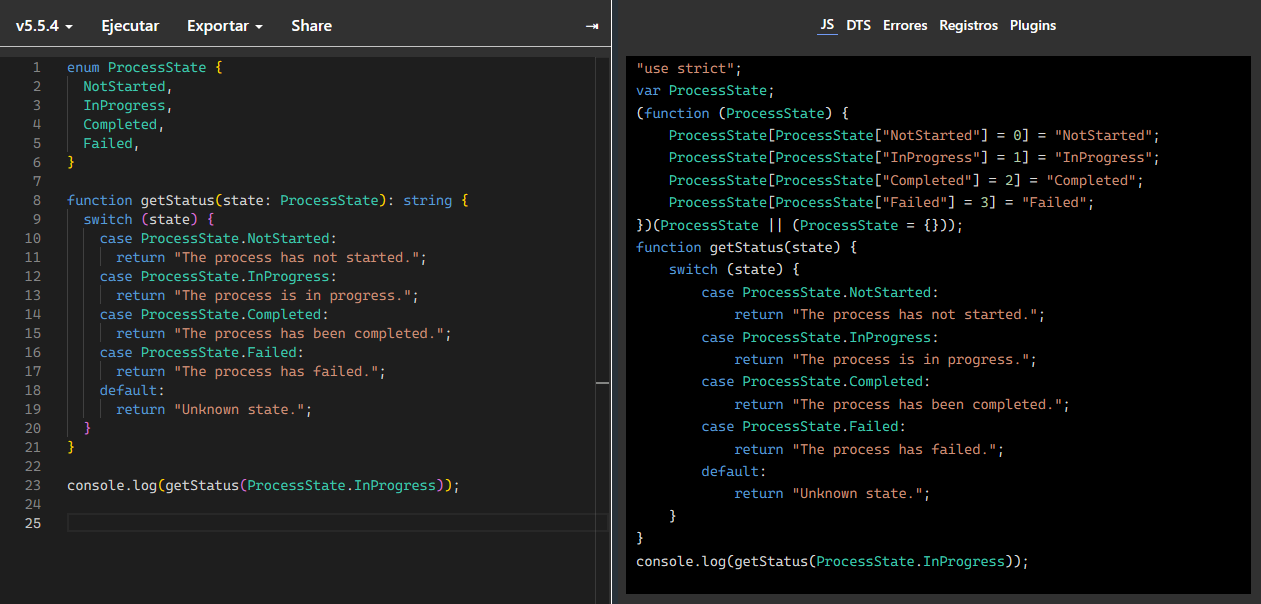 v5.5.4 Ejecutar Exportar Share
1 enum ProcessState {
2 NotStarted,
3 InProgress,
4 Completed,
5 Failed,
6 }
7
8 function getStatus(state: ProcessState): string {
9 switch (state) {
10 case ProcessState.NotStarted:
11 return "The process has not started.";
12 case ProcessState.InProgress:
13 return "The process is in progress.";
14 case ProcessState.Completed:
15 return "The process has been completed.";
16 case ProcessState.Failed:
17 return "The process has failed.";
18 default:
19 return "Unknown state.";
20 }
21 }
22
23 console.log(getStatus(ProcessState.InProgress));
24
25
JS DTS Errores Registros Plugins
"use strict";
var ProcessState;
(function (ProcessState) {
    ProcessState[ProcessState["NotStarted"] = 0] = "NotStarted";
    ProcessState[ProcessState["InProgress"] = 1] = "InProgress";
    ProcessState[ProcessState["Completed"] = 2] = "Completed";
    ProcessState[ProcessState["Failed"] = 3] = "Failed";
})(ProcessState || (ProcessState = {}));
function getStatus(state) {
    switch (state) {
        case ProcessState.NotStarted:
            return "The process has not started.";
        case ProcessState.InProgress:
            return "The process is in progress.";
        case ProcessState.Completed:
            return "The process has been completed.";
        case ProcessState.Failed:
            return "The process has failed.";
        default:
            return "Unknown state.";
    }
}
console.log(getStatus(ProcessState.InProgress));